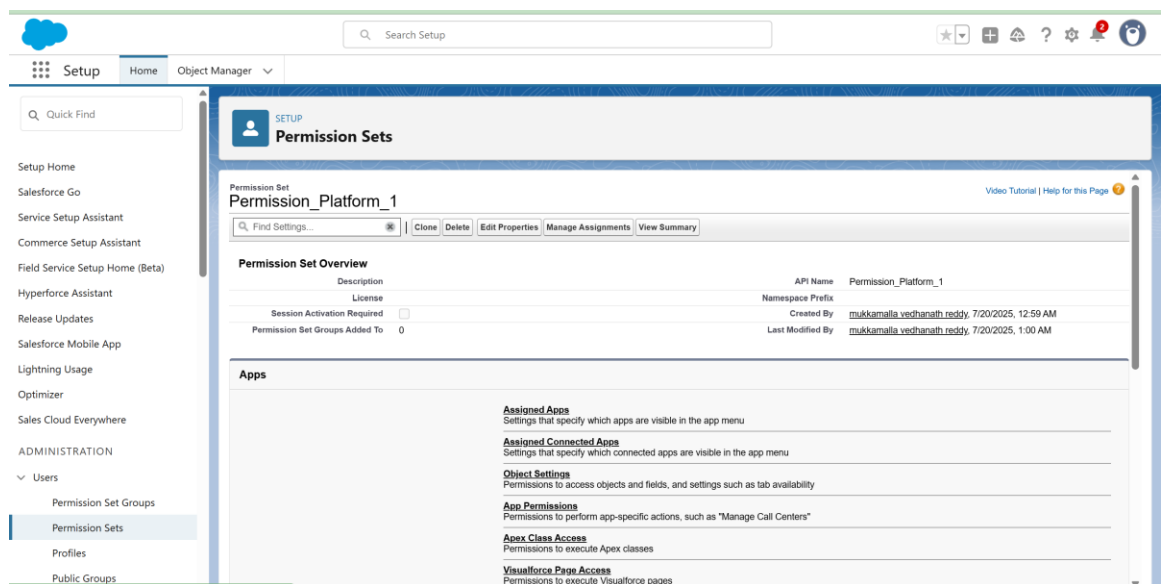 Search Setup
2
Setup
Home
Object Manager
Quick Find
Setup Home
Salesforce Go
Service Setup Assistant
Commerce Setup Assistant
Field Service Setup Home (Beta)
Hyperforce Assistant
Release Updates
Salesforce Mobile App
Lightning Usage
Optimizer
Sales Cloud Everywhere
ADMINISTRATION
Users
Permission Set Groups
Permission Sets
Profiles
Public Groups
SETUP
Permission Sets
Permission Set
Permission_Platform_1
Video Tutorial | Help for this Page
Find Settings...
Clone Delete Edit Properties Manage Assignments View Summary
Permission Set Overview
Description API Name Permission_Platform_1
License Namespace Prefix
Session Activation Required Created By mukkamalla vedhanath reddy, 7/20/2025, 12:59 AM
Permission Set Groups Added To 0 Last Modified By mukkamalla vedhanath reddy, 7/20/2025, 1:00 AM
Apps
Assigned Apps
Settings that specify which apps are visible in the app menu
Assigned Connected Apps
Settings that specify which connected apps are visible in the app menu
Object Settings
Permissions to access objects and fields, and settings such as tab availability
App Permissions
Permissions to perform app-specific actions, such as "Manage Call Centers"
Apex Class Access
Permissions to execute Apex classes
Visualforce Page Access
Permissions to execute Visualforce pages